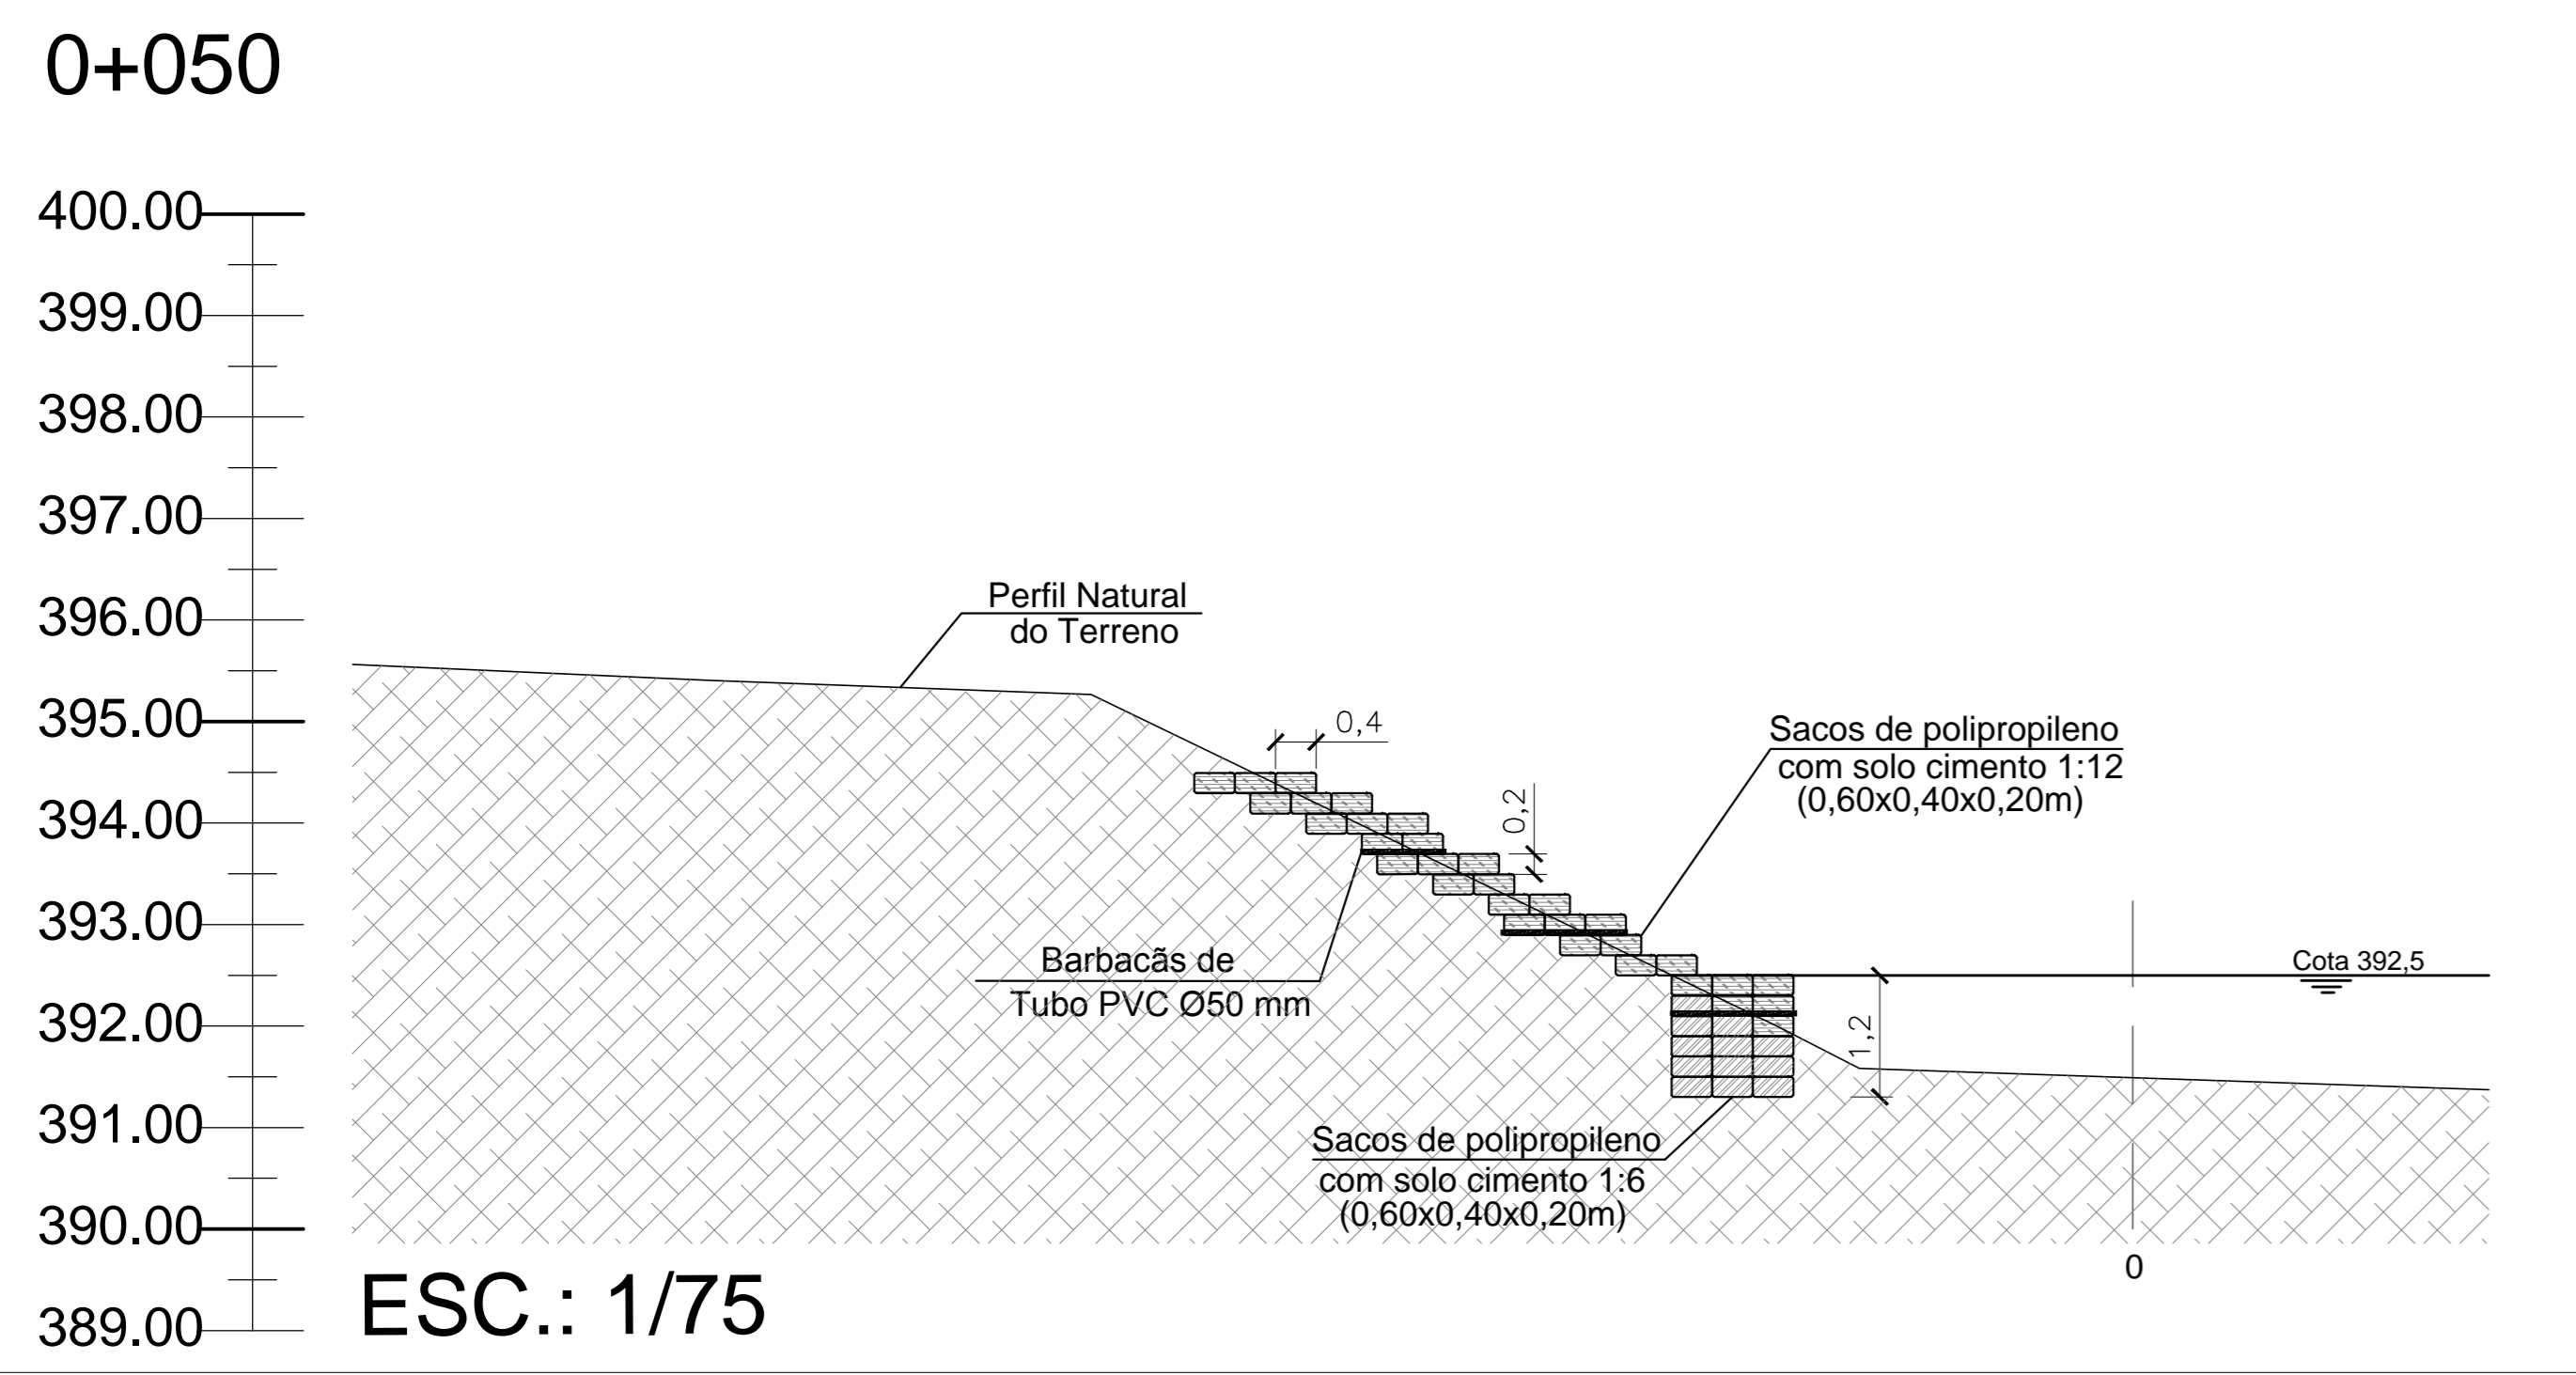 0+050
400.00
399.00
398.00
397.00
396.00
395.00
394.00
393.00
392.00
391.00
390.00
389.00
Perfil Natural
do Terreno
0,4
0,2
Sacos de polipropileno
com solo cimento 1:12
(0,60x0,40x0,20m)
Barbacãs de
Tubo PVC Ø50 mm
Cota 392,5
1,2
Sacos de polipropileno
com solo cimento 1:6
(0,60x0,40x0,20m)
0
ESC.: 1/75